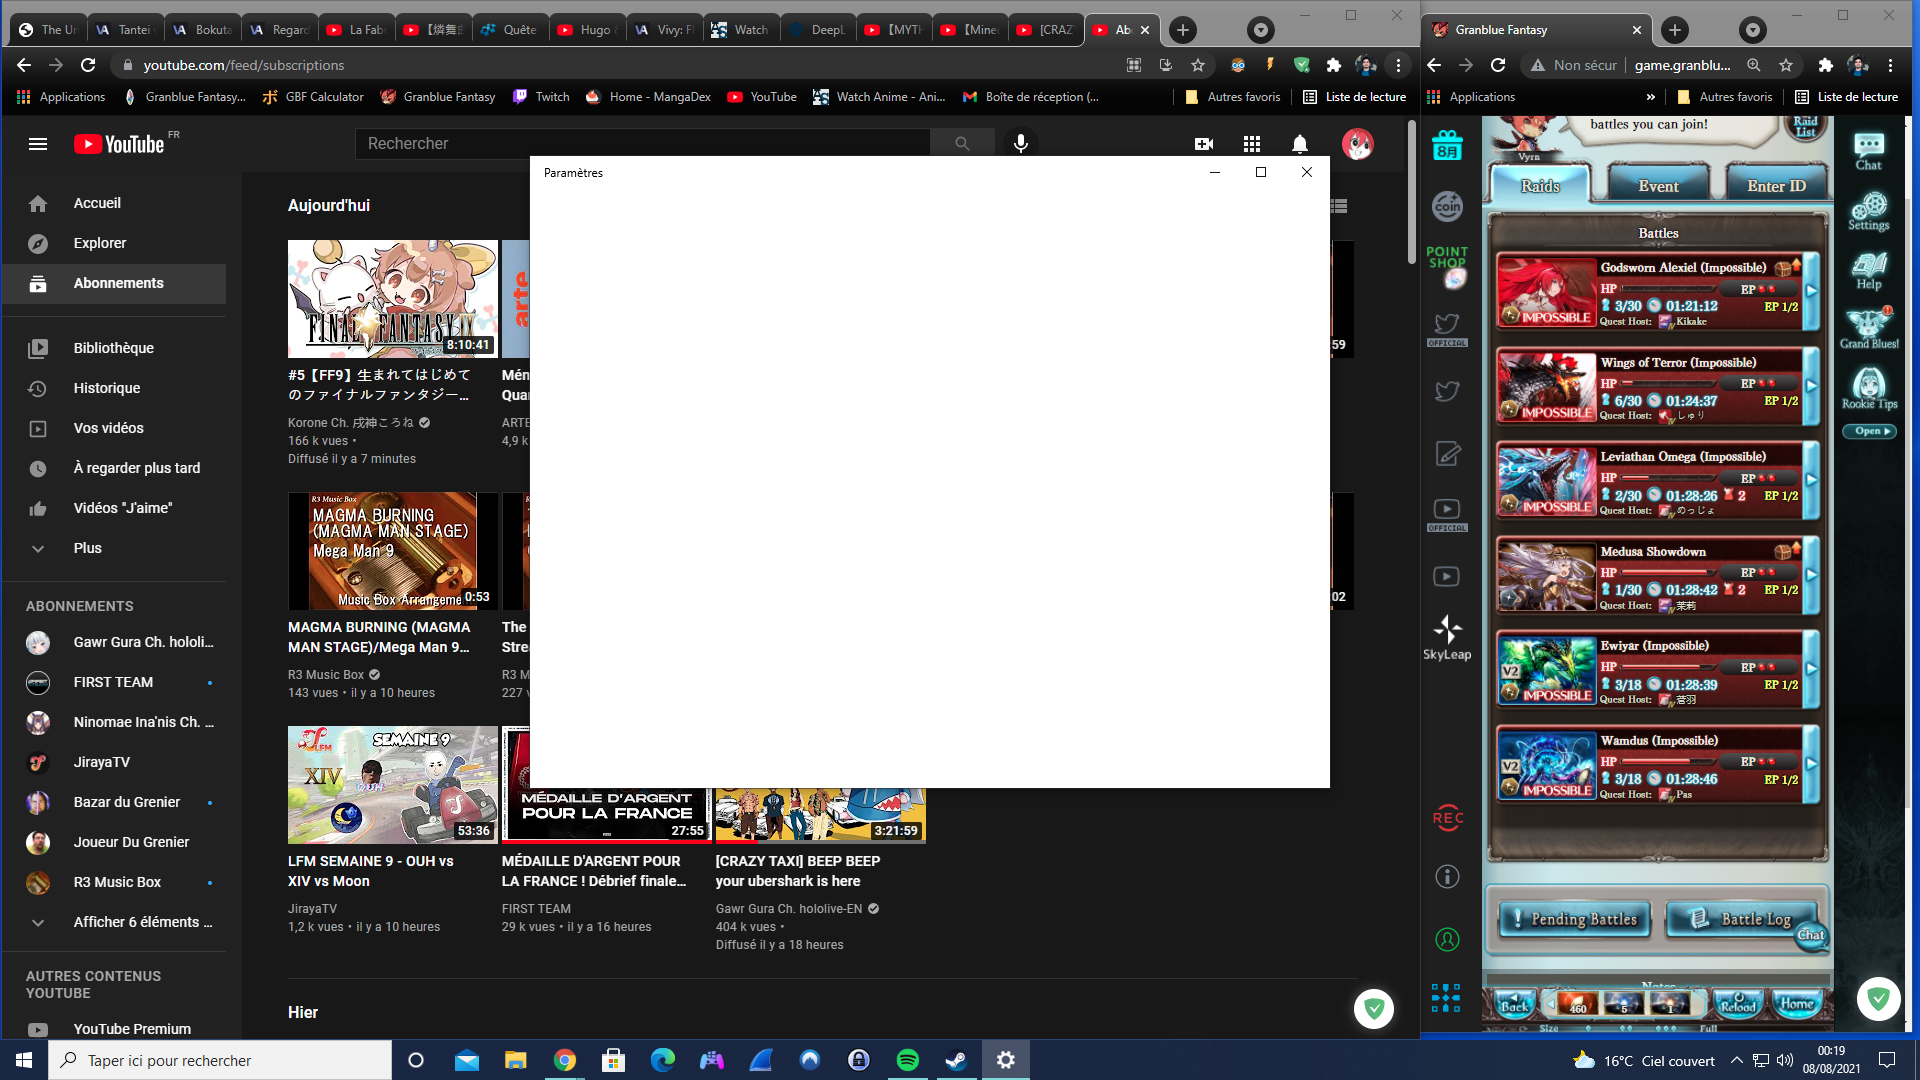 The Un
Tantei
Bokuta
Regard
La Fab
【燐舞曲
Quête
Hugo
Vivy: Fl
Watch
DeepL
【MYTH
【Mine
[CRAZY
Ab
Granblue Fantasy
youtube.com/feed/subscriptions
Non sécur
game.granblu...
Applications
Granblue Fantasy...
GBF Calculator
Granblue Fantasy
Twitch
Home - MangaDex
YouTube
Watch Anime - Ani...
Boîte de réception (...
Autres favoris
Liste de lecture
Applications
»
Autres favoris
Liste de lecture
YouTube FR
Rechercher
Accueil
Explorer
Abonnements
Bibliothèque
Historique
Vos vidéos
À regarder plus tard
Vidéos "J'aime"
Plus
ABONNEMENTS
Gawr Gura Ch. hololi...
FIRST TEAM
Ninomae Ina'nis Ch. ...
JirayaTV
Bazar du Grenier
Joueur Du Grenier
R3 Music Box
Afficher 6 éléments ...
AUTRES CONTENUS
YOUTUBE
YouTube Premium
Aujourd'hui
FINAL FANTASY IX
8:10:41
#5【FF9】生まれてはじめて
のファイナルファンタジー...
Korone Ch. 戌神ころね
166 k vues •
Diffusé il y a 7 minutes
arte
Mén
Qua
ARTE
4,9 k
59
R3 Music Box
MAGMA BURNING
(MAGMA MAN STAGE)
Mega Man 9
Music Box Arrangeme
0:53
MAGMA BURNING (MAGMA
MAN STAGE)/Mega Man 9...
R3 Music Box
143 vues • il y a 10 heures
The
Stre
R3 M
227 v
02
LFM
SEMAINE 9
XIV
OUH
53:36
LFM SEMAINE 9 - OUH vs
XIV vs Moon
JirayaTV
1,2 k vues • il y a 10 heures
MÉDAILLE D'ARGENT
POUR LA FRANCE
27:55
MÉDAILLE D'ARGENT POUR
LA FRANCE ! Débrief finale...
FIRST TEAM
29 k vues • il y a 16 heures
3:21:59
[CRAZY TAXI] BEEP BEEP
your ubershark is here
Gawr Gura Ch. hololive-EN
404 k vues •
Diffusé il y a 18 heures
Hier
Paramètres
8月
coin
POINT
SHOP
OFFICIAL
OFFICIAL
SkyLeap
REC
battles you can join!
Vyrn
Raid
List
Raids
Event
Enter ID
Battles
Godsworn Alexiel (Impossible)
HP
EP
IMPOSSIBLE
3/30 01:21:12
EP 1/2
Quest Host: Kikake
Wings of Terror (Impossible)
HP
EP
IMPOSSIBLE
6/30 01:24:37
EP 1/2
Quest Host: しゅり
Leviathan Omega (Impossible)
HP
EP
IMPOSSIBLE
2/30 01:28:26 2
EP 1/2
Quest Host: めっじょ
Medusa Showdown
HP
EP
1/30 01:28:42 2
EP 1/2
Quest Host: 茉莉
Ewiyar (Impossible)
HP
EP
V2
IMPOSSIBLE
3/18 01:28:39
EP 1/2
Quest Host:
Wamdus (Impossible)
HP
EP
V2
IMPOSSIBLE
3/18 01:28:46
EP 1/2
Quest Host: Pas
Pending Battles
Battle Log
Chat
Notes
Back
460
5
1
Reload
Home
Size
Full
Chat
Settings
Help
Grand Blues!
Rookie Tips
Open
Taper ici pour rechercher
16°C Ciel couvert
00:19
08/08/2021